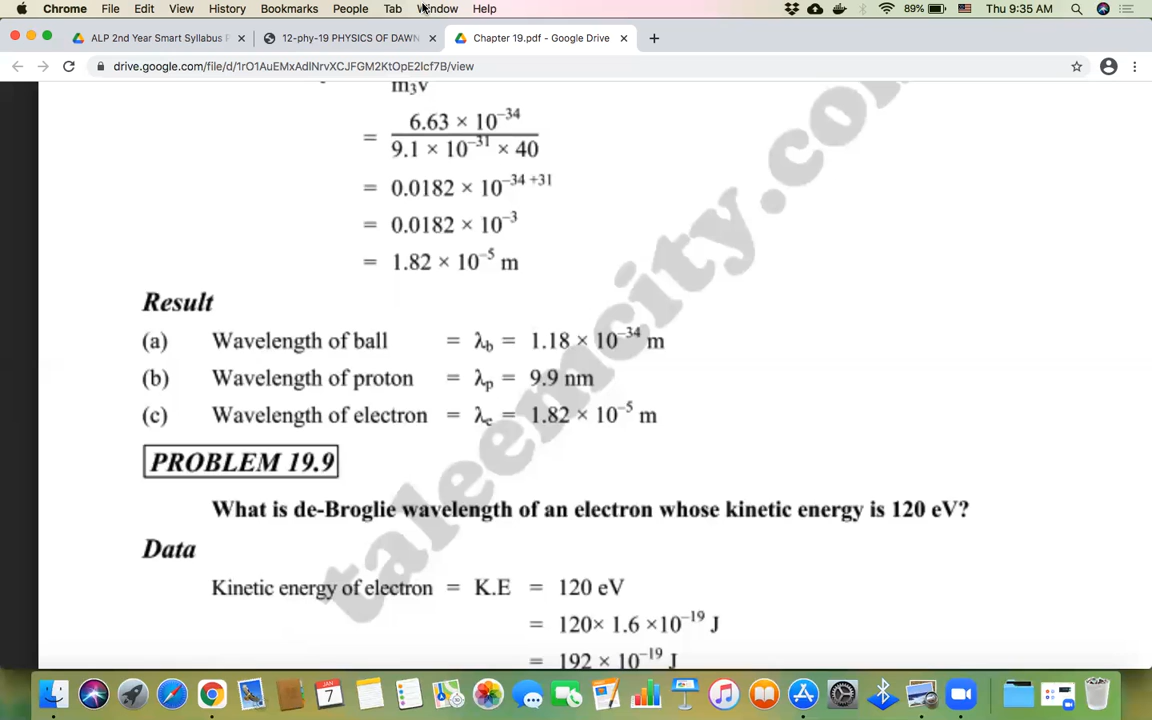 Chrome File Edit View History Bookmarks People Tab Window Help 89% Thu 9:35 AM
ALP 2nd Year Smart Syllabus P 12-phy-19 PHYSICS OF DAWN Chapter 19.pdf - Google Drive
drive.google.com/file/d/1rO1AuEMxAdlNrvXCJFGM2KtOpE2Icf7B/view
m₃v
= 6.63 × 10⁻³⁴
9.1 × 10⁻³¹ × 40
= 0.0182 × 10⁻³⁴ ⁺³¹
= 0.0182 × 10⁻³
= 1.82 × 10⁻⁵ m
Result
(a) Wavelength of ball = λb = 1.18 × 10⁻³⁴ m
(b) Wavelength of proton = λp = 9.9 nm
(c) Wavelength of electron = λe = 1.82 × 10⁻⁵ m
PROBLEM 19.9
What is de-Broglie wavelength of an electron whose kinetic energy is 120 eV?
Data
Kinetic energy of electron = K.E = 120 eV
= 120× 1.6 ×10⁻¹⁹ J
= 192 × 10⁻¹⁹ J
taleemcity.co
JAN 7